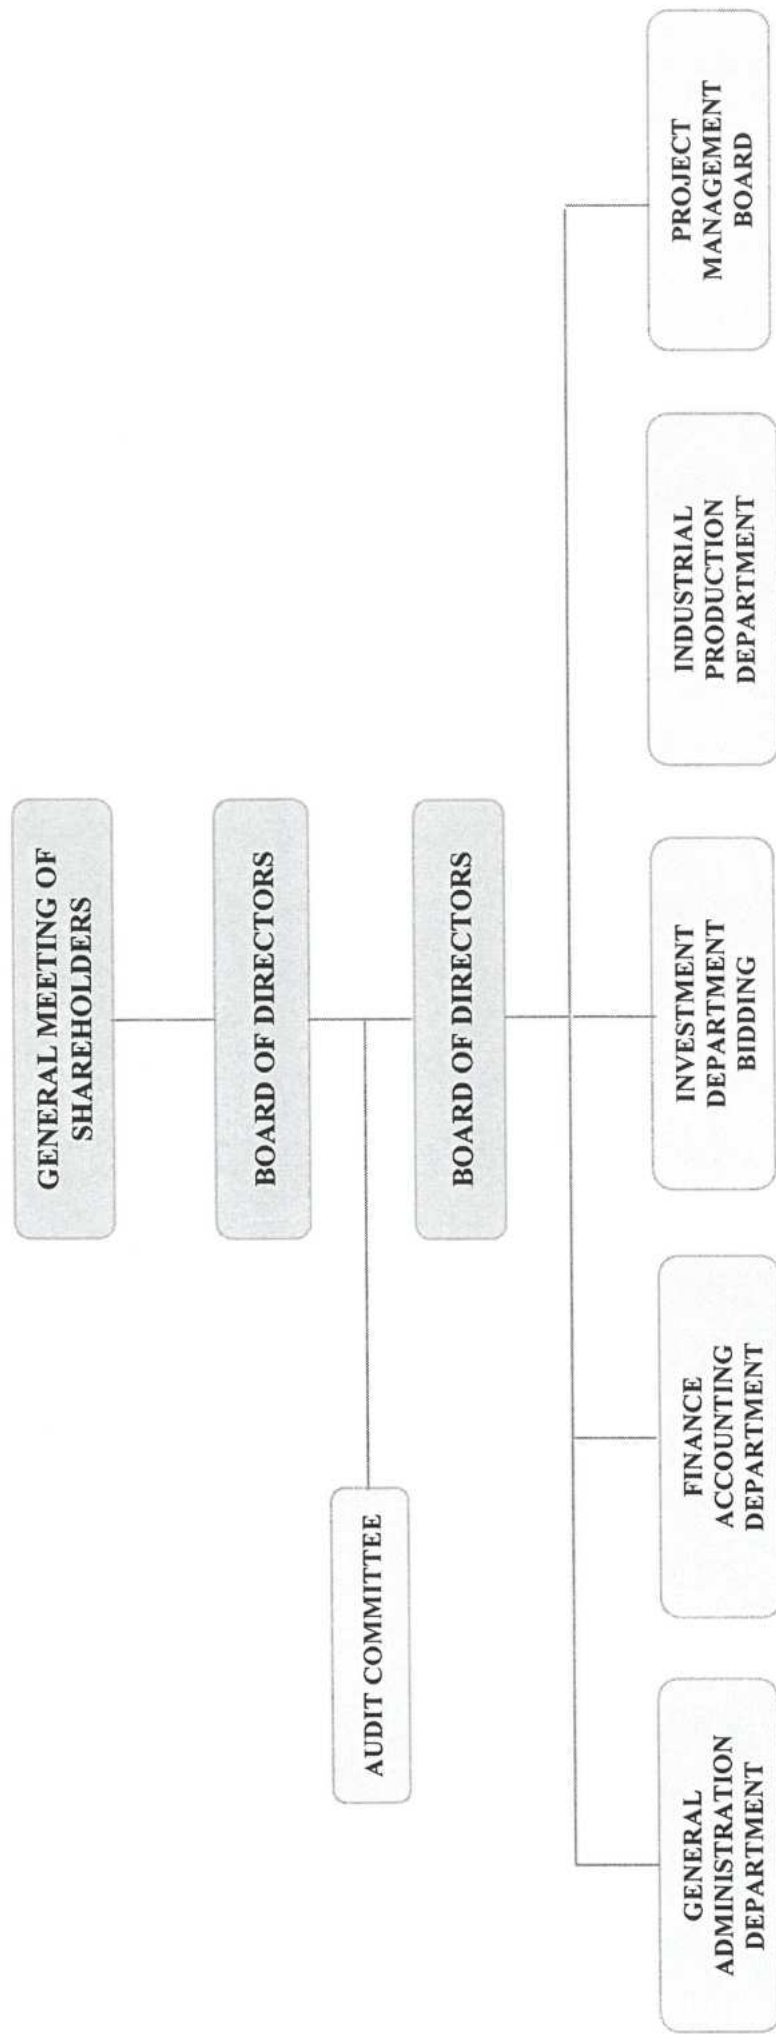 GENERAL MEETING OF
SHAREHOLDERS
BOARD OF DIRECTORS
AUDIT COMMITTEE
BOARD OF DIRECTORS
GENERAL
ADMINISTRATION
DEPARTMENT
FINANCE
ACCOUNTING
DEPARTMENT
INVESTMENT
DEPARTMENT
BIDDING
INDUSTRIAL
PRODUCTION
DEPARTMENT
PROJECT
MANAGEMENT
BOARD